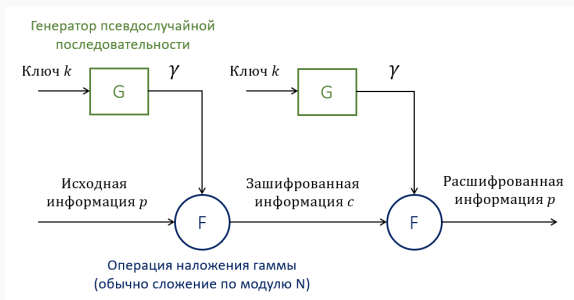 Генератор псевдослучайной
последовательности
Ключ k
γ
Ключ k
γ
G
G
Исходная
информация p
Зашифрованная
информация c
Расшифрованная
информация p
F
F
Операция наложения гаммы
(обычно сложение по модулю N)